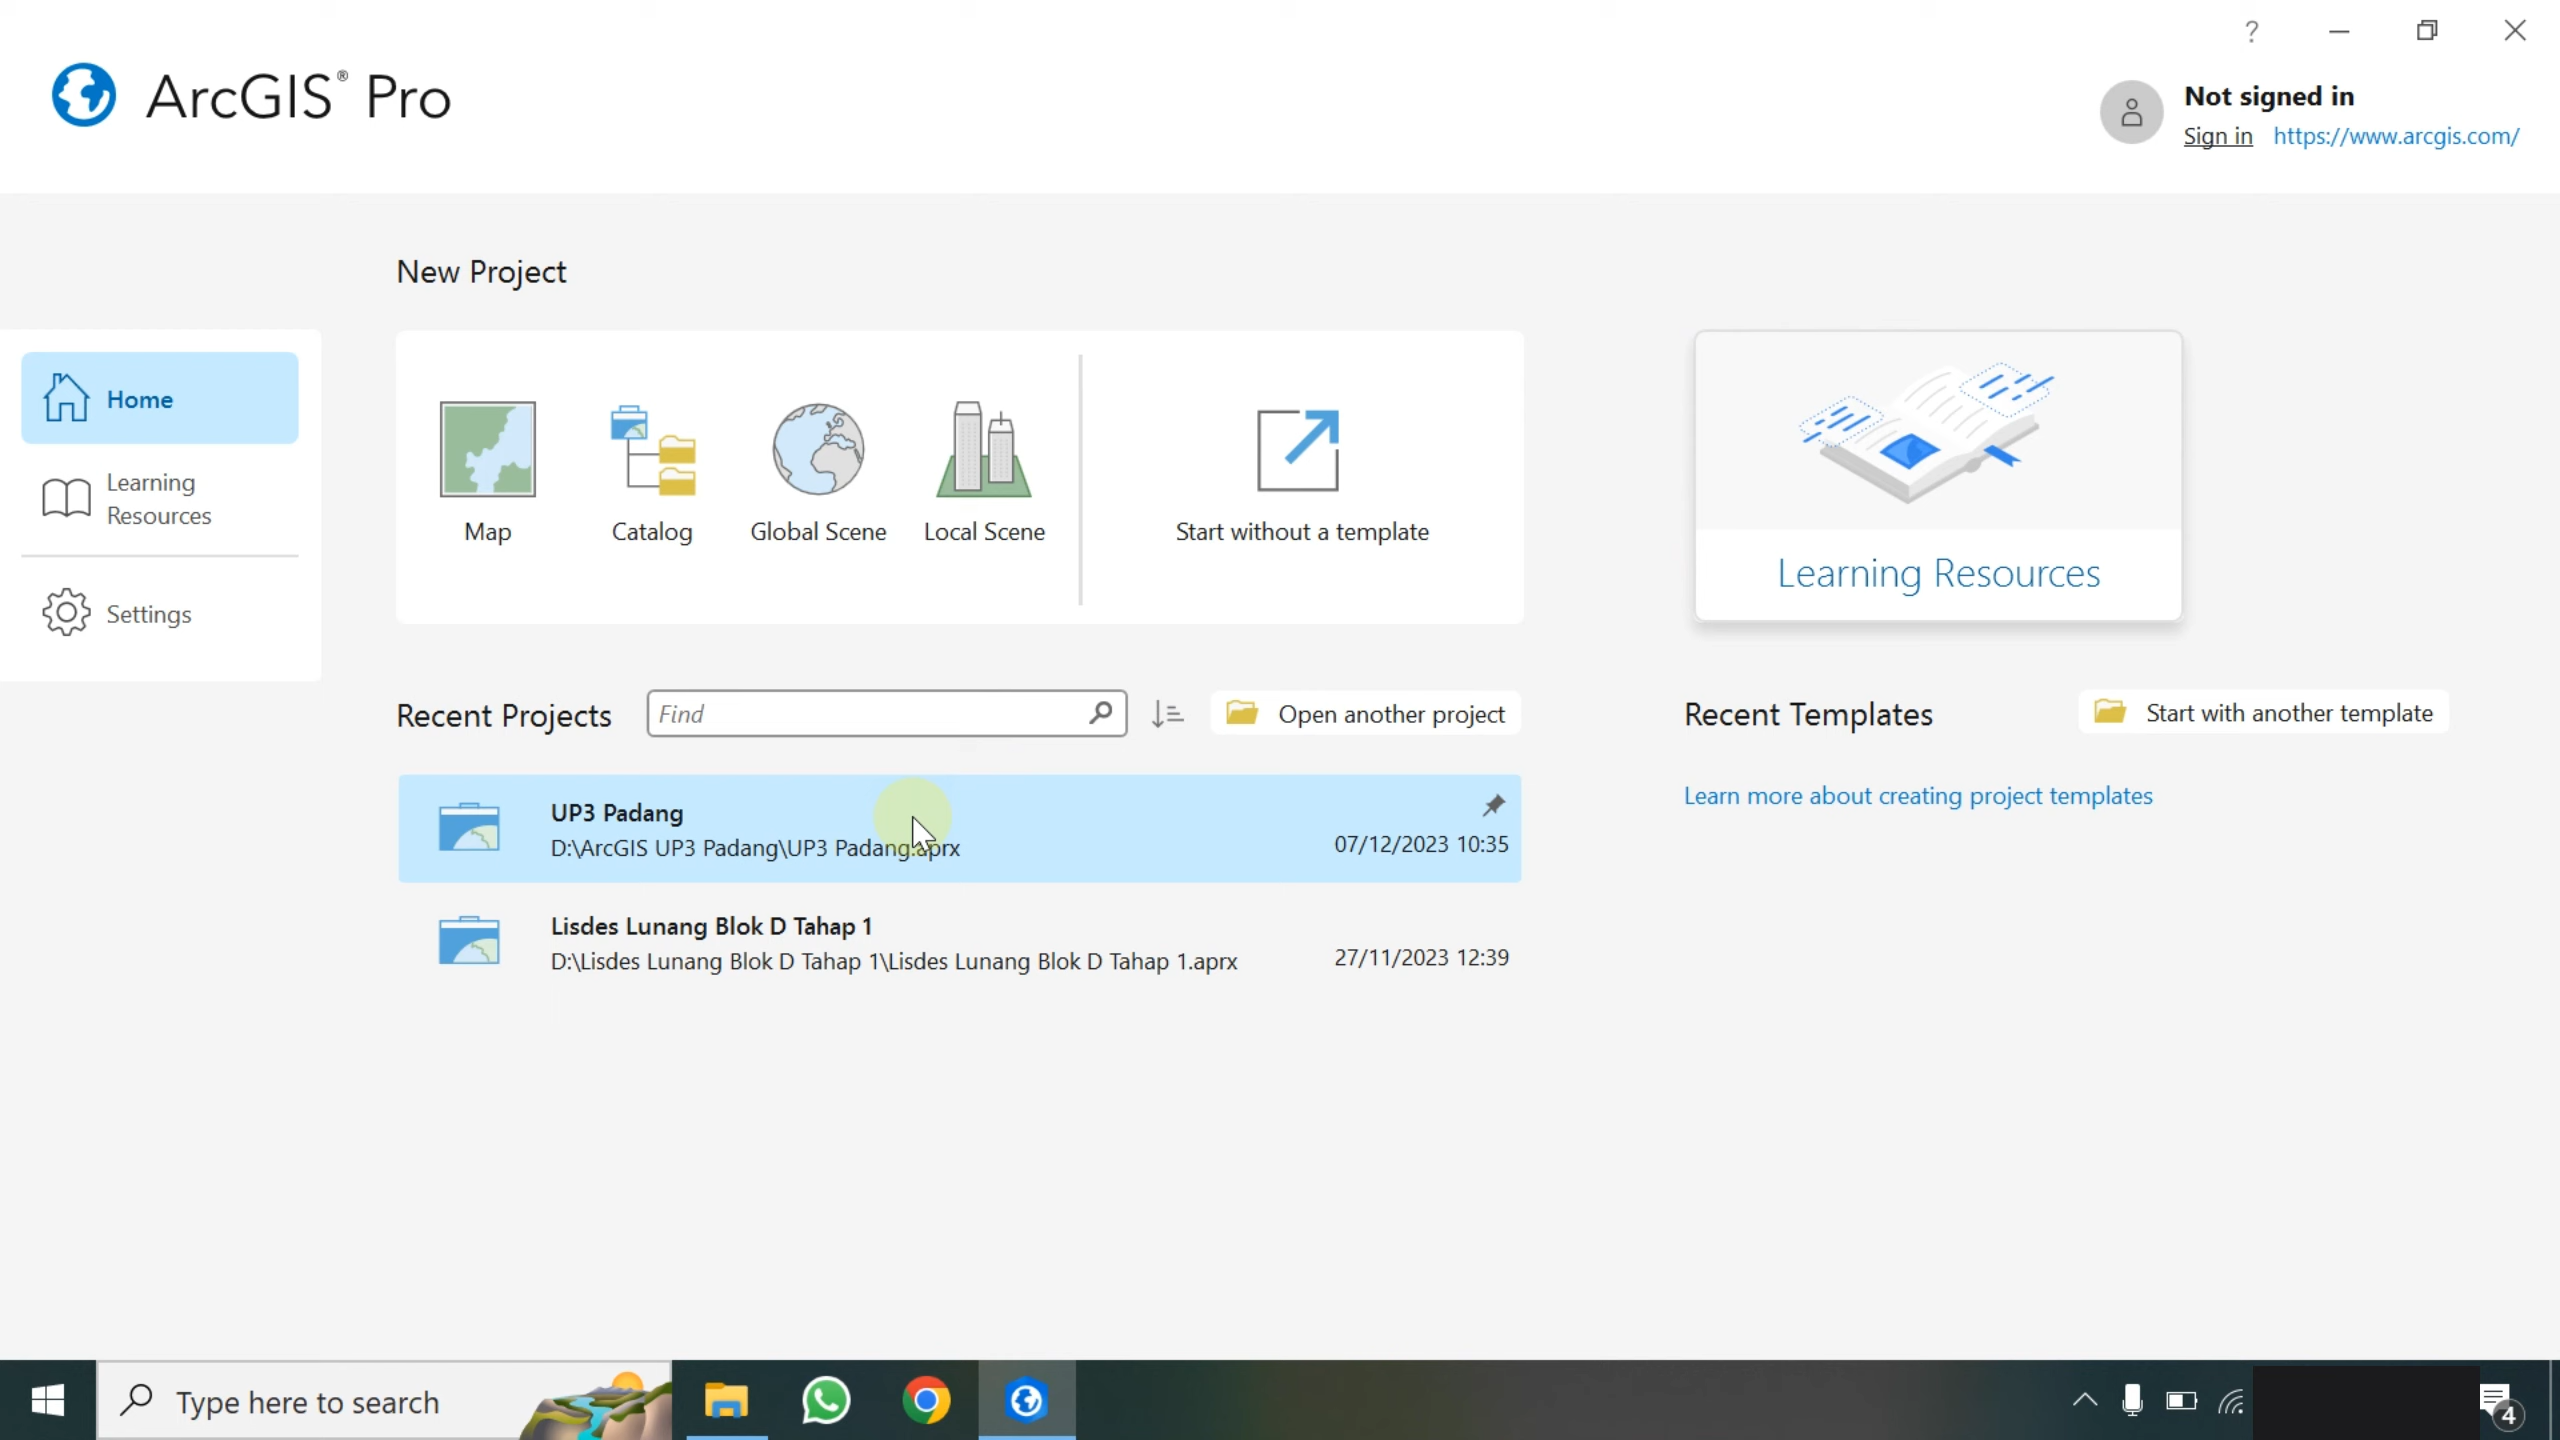 ?
ArcGIS® Pro
Not signed in
Sign in https://www.arcgis.com/
New Project
Home
Learning
Resources
Settings
Map
Catalog
Global Scene
Local Scene
Start without a template
Learning Resources
Recent Projects
Find
Open another project
Recent Templates
Start with another template
UP3 Padang
D:\ArcGIS UP3 Padang\UP3 Padang.aprx
07/12/2023 10:35
Lisdes Lunang Blok D Tahap 1
D:\Lisdes Lunang Blok D Tahap 1\Lisdes Lunang Blok D Tahap 1.aprx
27/11/2023 12:39
Learn more about creating project templates
Type here to search
4